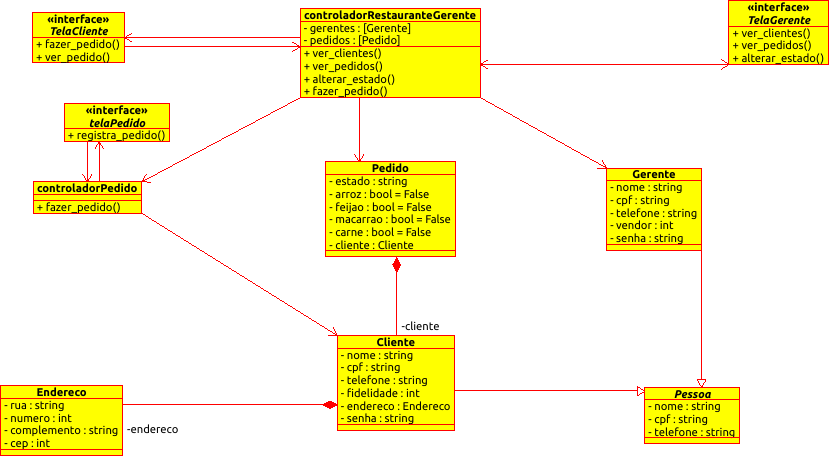 «interface»
TelaCliente
+ fazer_pedido()
+ ver_pedido()
controladorRestauranteGerente
- gerentes : [Gerente]
- pedidos : [Pedido]
+ ver_clientes()
+ ver_pedidos()
+ alterar_estado()
+ fazer_pedido()
«interface»
TelaGerente
+ ver_clientes()
+ ver_pedidos()
+ alterar_estado()
«interface»
telaPedido
+ registra_pedido()
controladorPedido
+ fazer_pedido()
Pedido
- estado : string
- arroz : bool = False
- feijao : bool = False
- macarrao : bool = False
- carne : bool = False
- cliente : Cliente
Gerente
- nome : string
- cpf : string
- telefone : string
- vendor : int
- senha : string
-cliente
Cliente
- nome : string
- cpf : string
- telefone : string
- fidelidade : int
- endereco : Endereco
- senha : string
Endereco
- rua : string
- numero : int
- complemento : string
- cep : int
-endereco
Pessoa
- nome : string
- cpf : string
- telefone : string